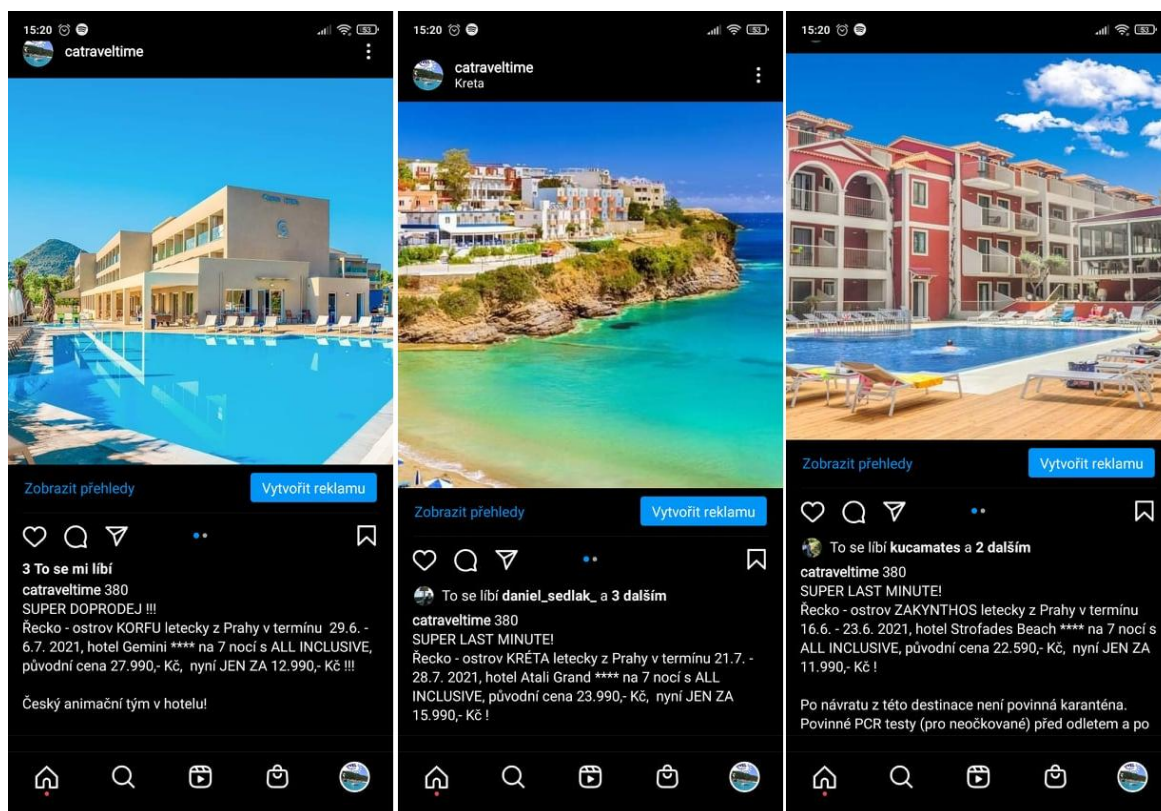 15:20
53
catraveltime
Zobrazit přehledy
Vytvořit reklamu
3 To se mi líbí
catraveltime 380
SUPER DOPRODEJ !!!
Řecko - ostrov KORFU letecky z Prahy v termínu 29.6. -
6.7. 2021, hotel Gemini **** na 7 nocí s ALL INCLUSIVE,
původní cena 27.990,- Kč, nyní JEN ZA 12.990,- Kč !!!
Český animační tým v hotelu!
15:20
53
catraveltime
Kreta
Zobrazit přehledy
Vytvořit reklamu
To se líbí daniel_sedlak_ a 3 dalším
catraveltime 380
SUPER LAST MINUTE!
Řecko - ostrov KRÉTA letecky z Prahy v termínu 21.7. -
28.7. 2021, hotel Atali Grand **** na 7 nocí s ALL
INCLUSIVE, původní cena 23.990,- Kč, nyní JEN ZA
15.990,- Kč !
15:20
53
Zobrazit přehledy
Vytvořit reklamu
To se líbí kucamates a 2 dalším
catraveltime 380
SUPER LAST MINUTE!
Řecko - ostrov ZAKYNTHOS letecky z Prahy v termínu
16.6. - 23.6. 2021, hotel Strofades Beach **** na 7 nocí s
ALL INCLUSIVE, původní cena 22.590,- Kč, nyní JEN ZA
11.990,- Kč !
Po návratu z této destinace není povinná karanténa.
Povinné PCR testy (pro neočkované) před odletem a po